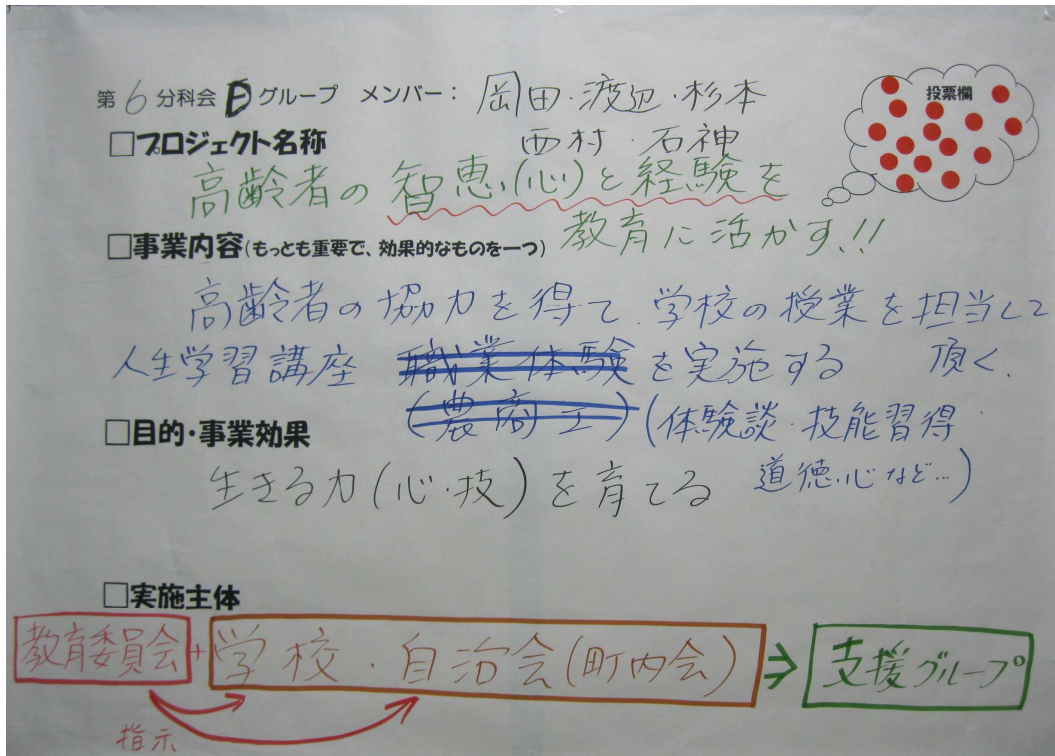 第6分科会 Eグループ メンバー： 岡田・渡辺・杉本
西村・石神
投票欄
□プロジェクト名称
高齢者の智恵(心)と経験を
教育に活かす!!
□事業内容(もっとも重要で、効果的なものを一つ)
高齢者の協力を得て、学校の授業を担当して
頂く、
人生学習講座 職業体験を実施する
(農商工)(体験談・技能習得
道徳・心など…)
□目的・事業効果
生きる力(心・技)を育てる
□実施主体
教育委員会+学校・自治会(町内会)⇒支援グループ
指示